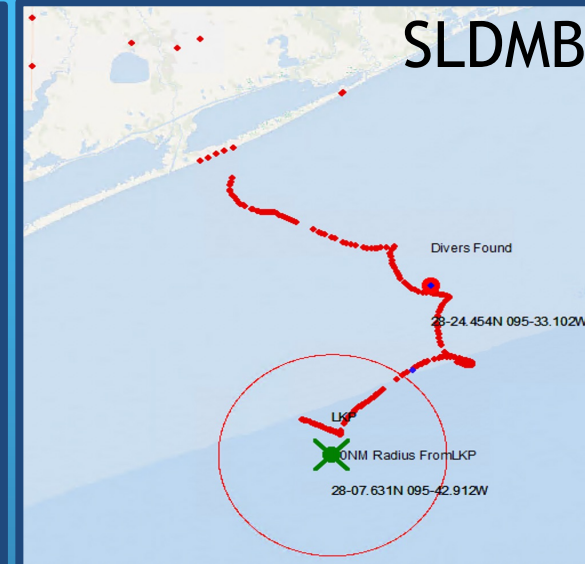 SLDMB
Divers Found
28-24.454N 095-33.102W
LKP
0NM Radius FromLKP
28-07.631N 095-42.912W